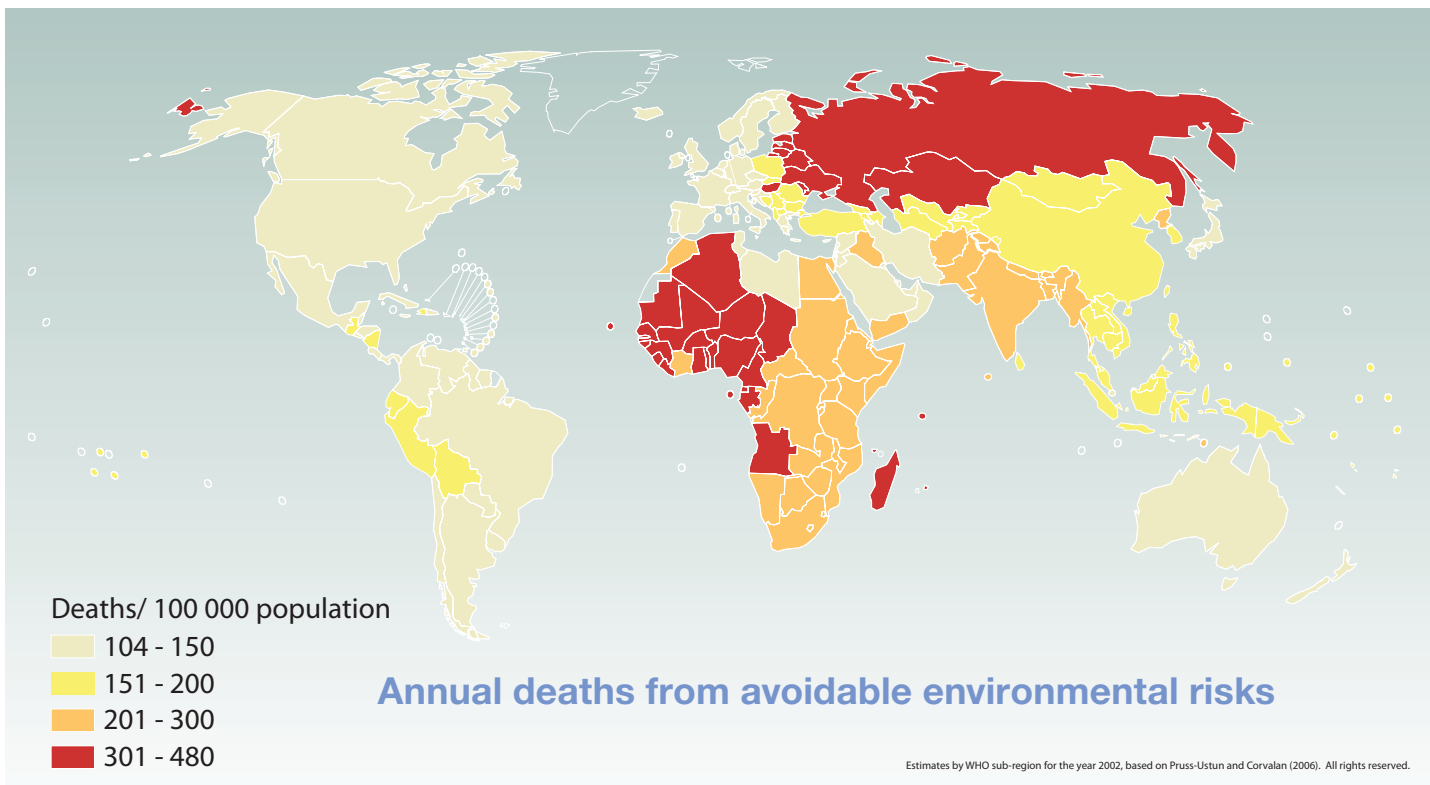 Deaths/ 100 000 population
104 - 150
151 - 200
201 - 300
301 - 480
Annual deaths from avoidable environmental risks
Estimates by WHO sub-region for the year 2002, based on Pruss-Ustun and Corvalan (2006). All rights reserved.